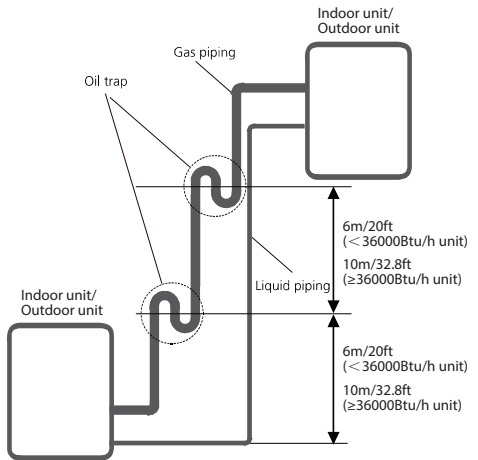 Indoor unit/
Outdoor unit
Gas piping
Oil trap
6m/20ft
(<36000Btu/h unit)
10m/32.8ft
(≥36000Btu/h unit)
Liquid piping
Indoor unit/
Outdoor unit
6m/20ft
(<36000Btu/h unit)
10m/32.8ft
(≥36000Btu/h unit)